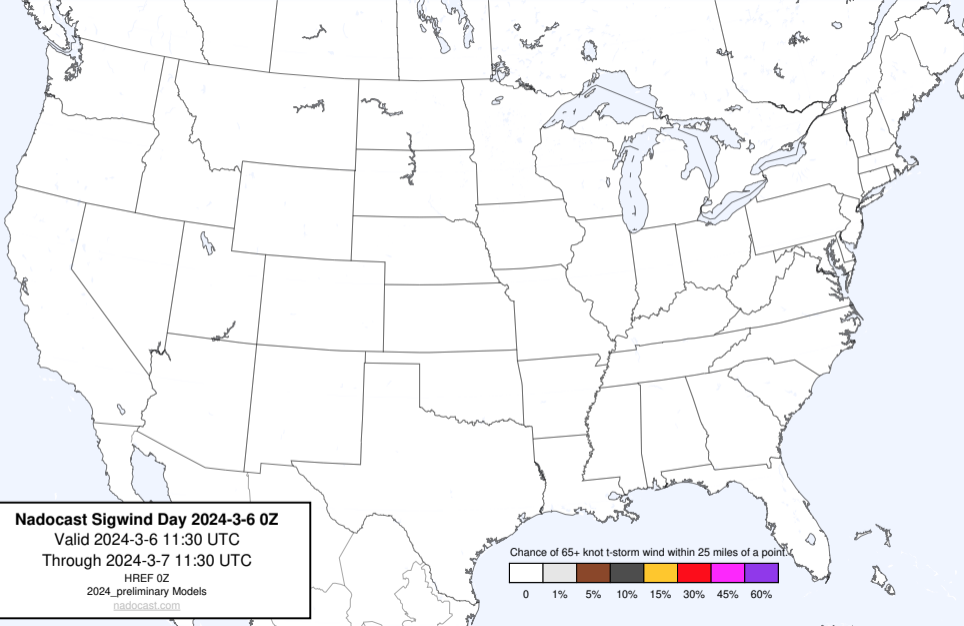 Nadocast Sigwind Day 2024-3-6 0Z
Valid 2024-3-6 11:30 UTC
Through 2024-3-7 11:30 UTC
HREF 0Z
2024_preliminary Models
nadocast.com
Chance of 65+ knot t-storm wind within 25 miles of a point.
0 1% 5% 10% 15% 30% 45% 60%